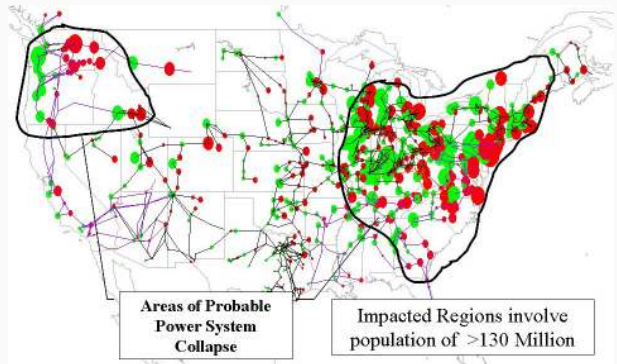 Areas of Probable
Power System
Collapse
Impacted Regions involve
population of >130 Million